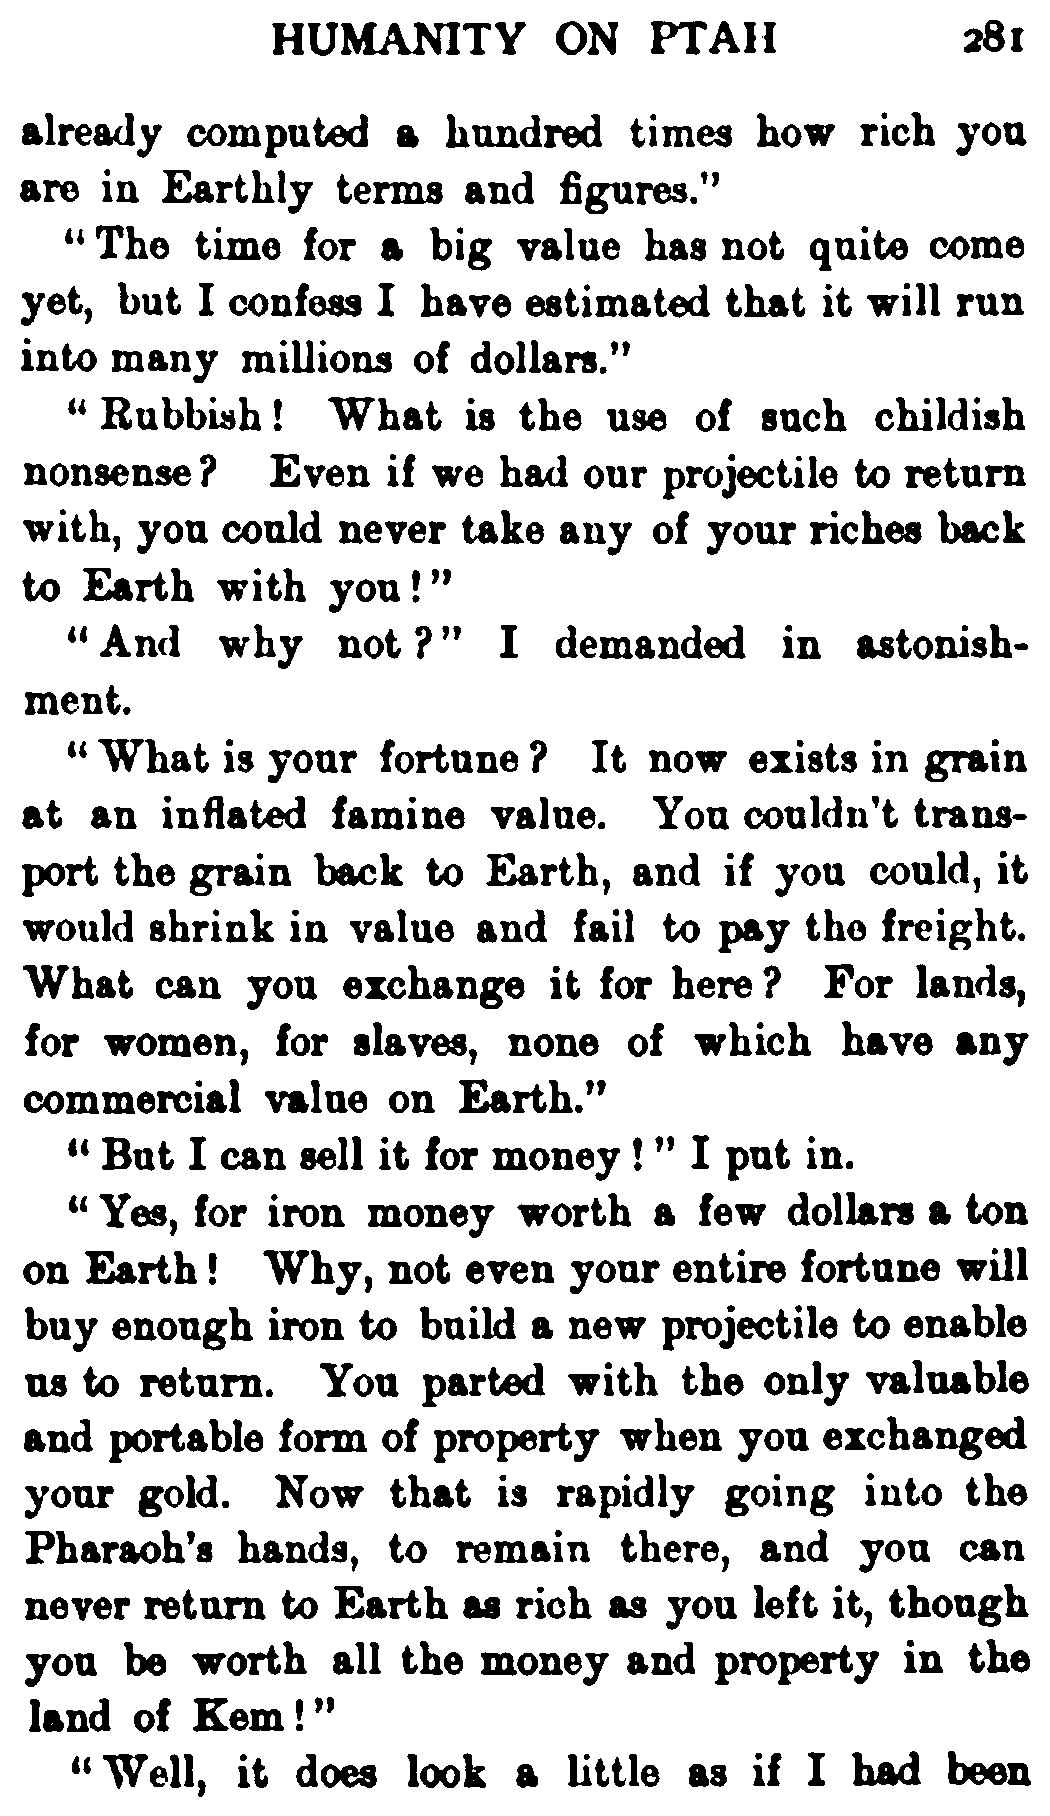 HUMANITY ON PTAH 281
already computed a hundred times how rich you
are in Earthly terms and figures."
"The time for a big value has not quite come
yet, but I confess I have estimated that it will run
into many millions of dollars."
"Rubbish! What is the use of such childish
nonsense? Even if we had our projectile to return
with, you could never take any of your riches back
to Earth with you!"
"And why not?" I demanded in astonish-
ment.
"What is your fortune? It now exists in grain
at an inflated famine value. You couldn't trans-
port the grain back to Earth, and if you could, it
would shrink in value and fail to pay the freight.
What can you exchange it for here? For lands,
for women, for slaves, none of which have any
commercial value on Earth."
"But I can sell it for money!" I put in.
"Yes, for iron money worth a few dollars a ton
on Earth! Why, not even your entire fortune will
buy enough iron to build a new projectile to enable
us to return. You parted with the only valuable
and portable form of property when you exchanged
your gold. Now that is rapidly going into the
Pharaoh's hands, to remain there, and you can
never return to Earth as rich as you left it, though
you be worth all the money and property in the
land of Kem!"
"Well, it does look a little as if I had been